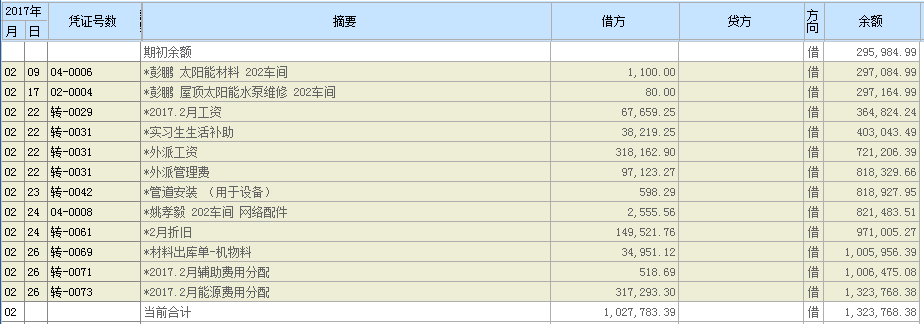 2017年 凭证号数 摘要 借方 贷方 方向 余额
月 日
期初余额 借 295,984.99
02 09 04-0006 *彭鹏 太阳能材料 202车间 1,100.00 借 297,084.99
02 17 02-0004 *彭鹏 屋顶太阳能水泵维修 202车间 80.00 借 297,164.99
02 22 转-0029 *2017.2月工资 67,659.25 借 364,824.24
02 22 转-0031 *实习生生活补助 38,219.25 借 403,043.49
02 22 转-0031 *外派工资 318,162.90 借 721,206.39
02 22 转-0031 *外派管理费 97,123.27 借 818,329.66
02 23 转-0042 *管道安装 （用于设备） 598.29 借 818,927.95
02 24 04-0008 *姚孝毅 202车间 网络配件 2,555.56 借 821,483.51
02 24 转-0061 *2月折旧 149,521.76 借 971,005.27
02 26 转-0069 *材料出库单-机物料 34,951.12 借 1,005,956.39
02 26 转-0071 *2017.2月辅助费用分配 518.69 借 1,006,475.08
02 26 转-0073 *2017.2月能源费用分配 317,293.30 借 1,323,768.38
02 当前合计 1,027,783.39 借 1,323,768.38